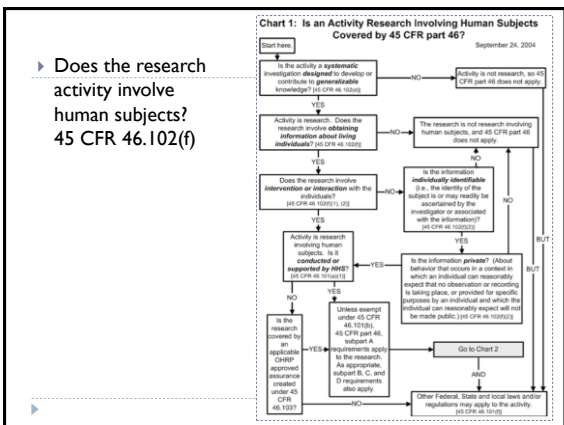 Does the research
activity involve
human subjects?
45 CFR 46.102(f)
Chart 1: Is an Activity Research Involving Human Subjects
Covered by 45 CFR part 46?
Start here.
September 24, 2004
Is the activity a systematic
investigation designed to develop or
contribute to generalizable
knowledge? [45 CFR 46.102(d)]
NO
Activity is not research, so 45
CFR part 46 does not apply.
YES
Activity is research. Does the
research involve obtaining
information about living
individuals? [45 CFR 46.102(f)]
NO
The research is not research involving
human subjects, and 45 CFR part 46
does not apply.
YES
NO
Does the research involve
intervention or interaction with the
individuals?
[45 CFR 46.102(f)(1), (2)]
NO
Is the information
individually identifiable
(i.e., the identity of the
subject is or may readily be
ascertained by the
investigator or associated
with the information)?
[45 CFR 46.102(f)(2)]
NO
YES
YES
BUT
Activity is research
involving human
subjects. Is it
conducted or
supported by HHS?
[45 CFR 46.101(a)(1)]
YES
Is the information private? (About
behavior that occurs in a context in
which an individual can reasonably
expect that no observation or recording
is taking place, or provided for specific
purposes by an individual and which the
individual can reasonably expect will not
be made public.) [45 CFR 46.102(f)(2)]
BUT
NO
YES
Is the
research
covered by
an
applicable
OHRP
approved
assurance
created
under 45
CFR
46.103?
YES
Unless exempt
under 45 CFR
46.101(b),
45 CFR part 46,
subpart A
requirements apply
to the research.
As appropriate,
subpart B, C, and
D requirements
also apply.
Go to Chart 2
AND
NO
Other Federal, State and local laws and/or
regulations may apply to the activity.
[45 CFR 46.101(f)]